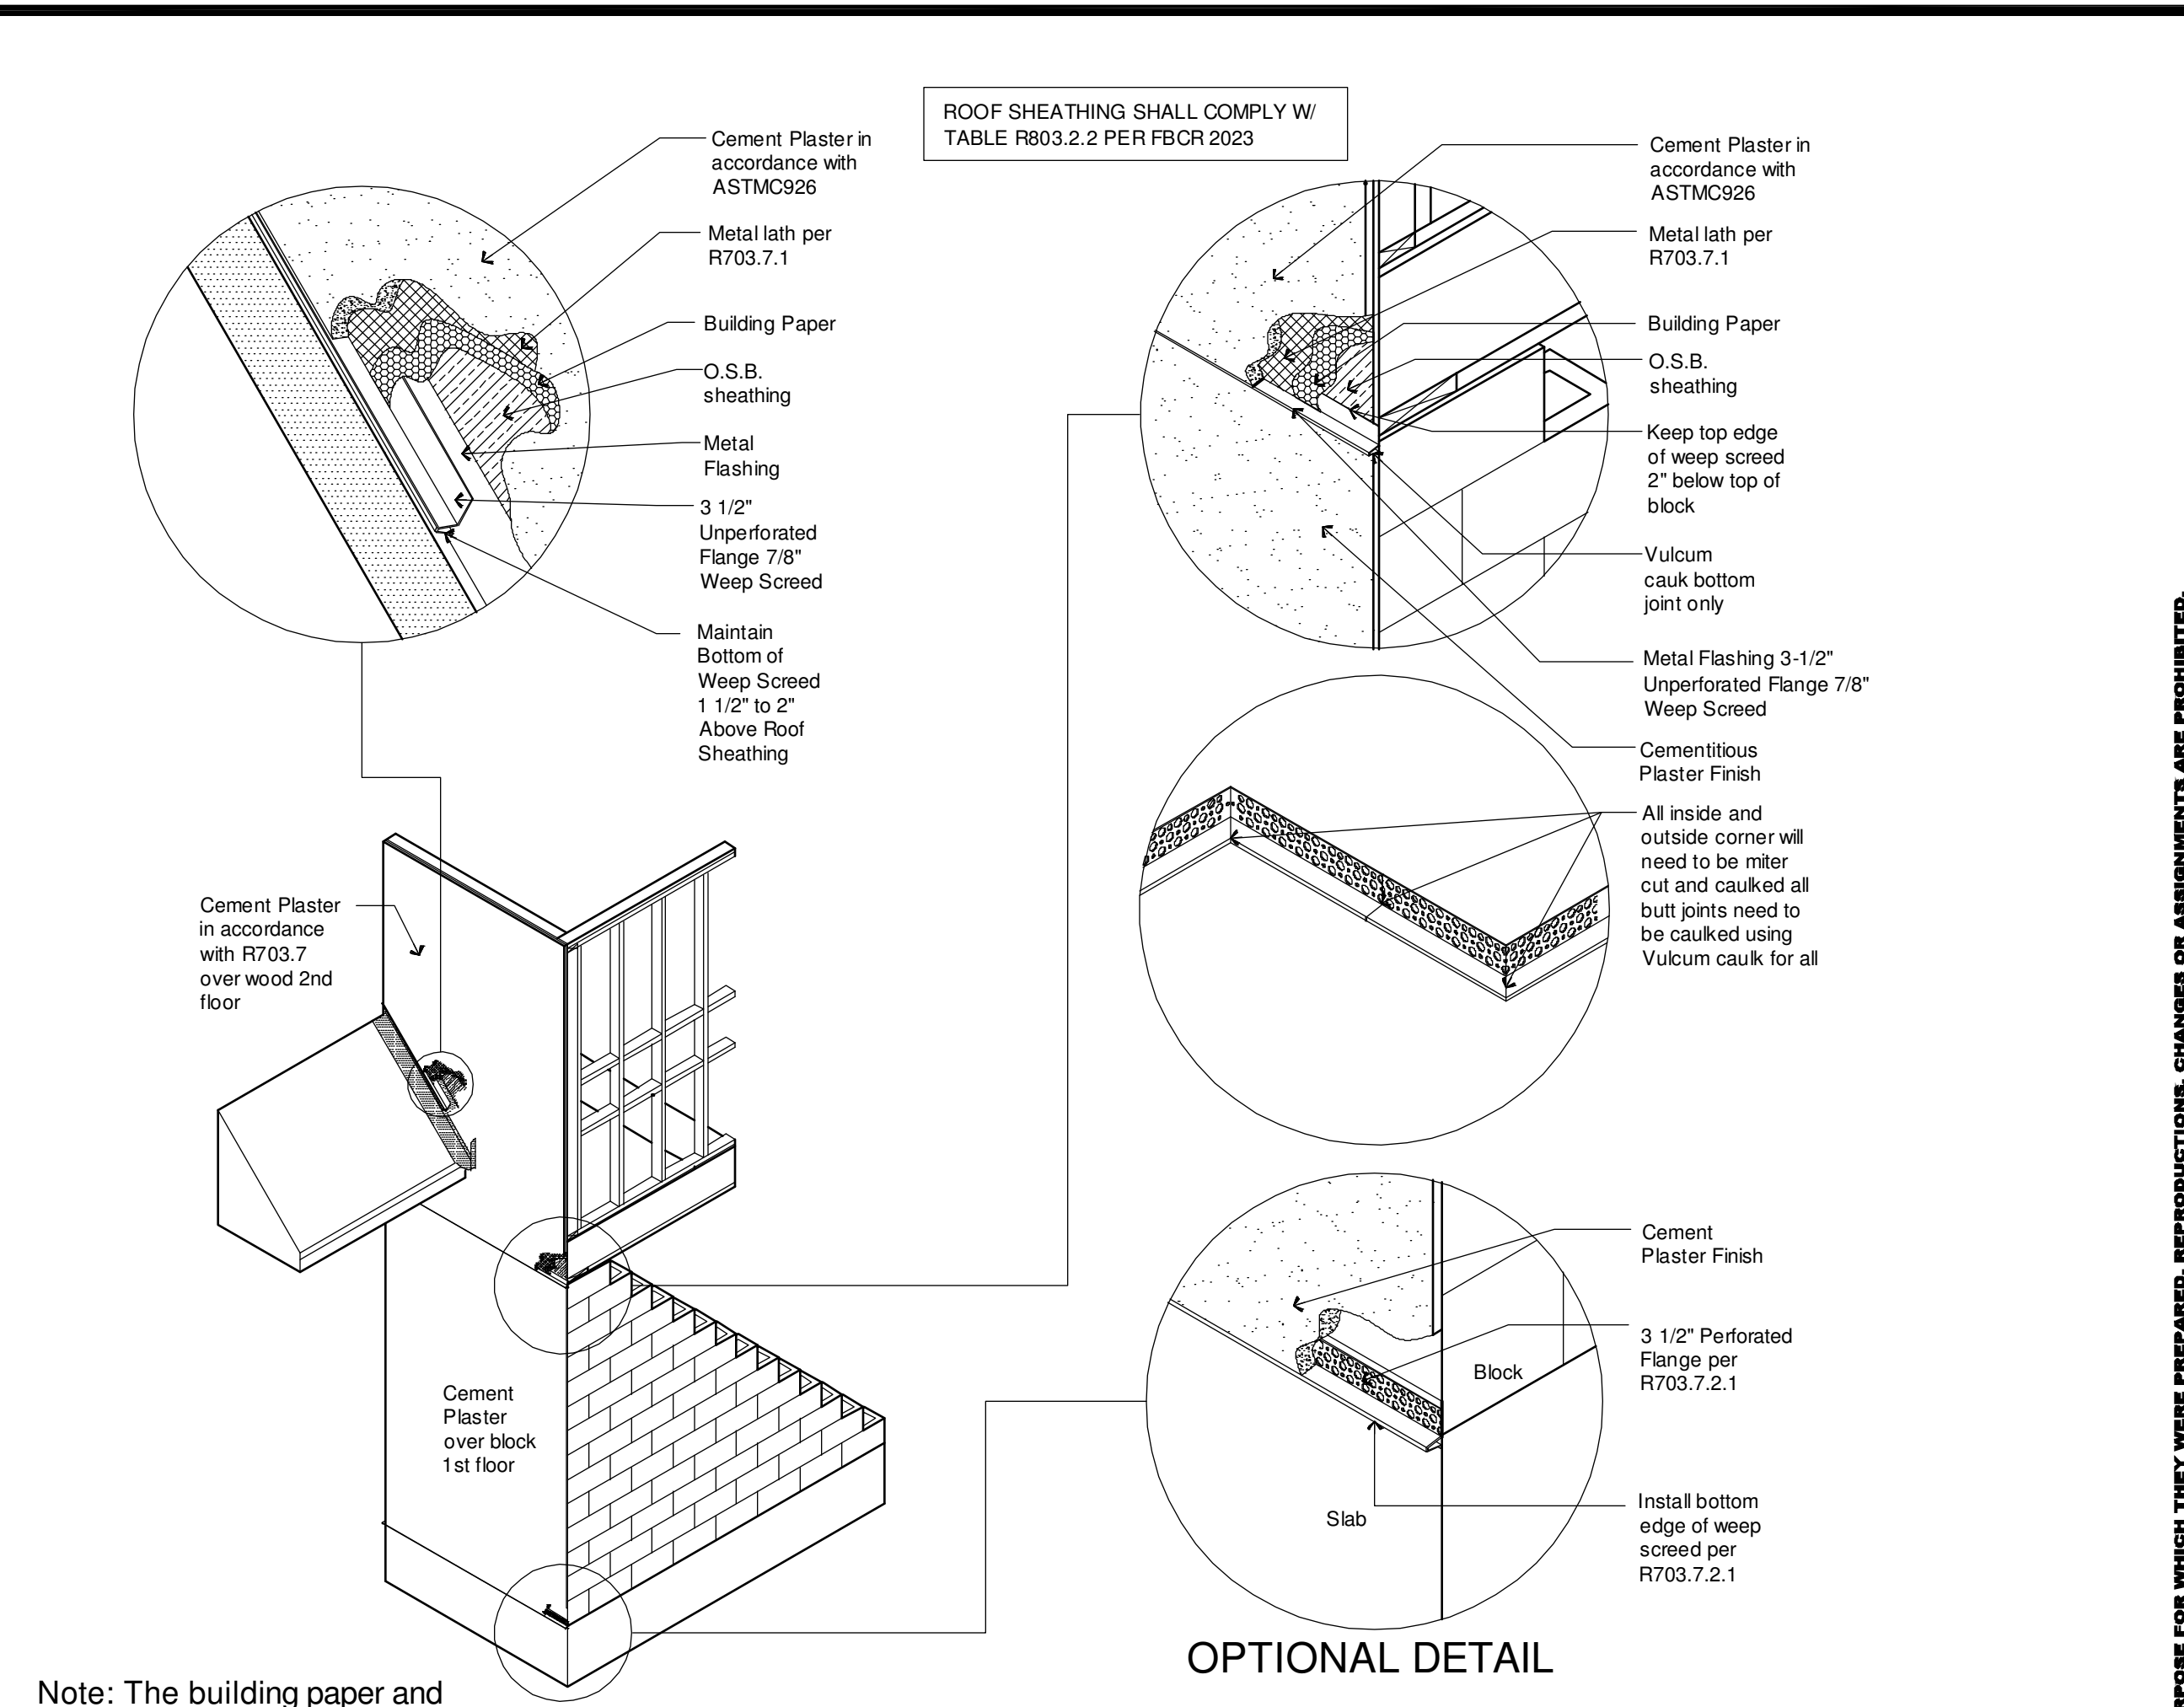 ROOF SHEATHING SHALL COMPLY W/
TABLE R803.2.2 PER FBCR 2023
Cement Plaster in
accordance with
ASTMC926
Metal lath per
R703.7.1
Building Paper
O.S.B.
sheathing
Metal
Flashing
3 1/2"
Unperforated
Flange 7/8"
Weep Screed
Maintain
Bottom of
Weep Screed
1 1/2" to 2"
Above Roof
Sheathing
Cement Plaster in
accordance with
ASTMC926
Metal lath per
R703.7.1
Building Paper
O.S.B.
sheathing
Keep top edge
of weep screed
2" below top of
block
Vulcum
cauk bottom
joint only
Metal Flashing 3-1/2"
Unperforated Flange 7/8"
Weep Screed
Cementitious
Plaster Finish
All inside and
outside corner will
need to be miter
cut and caulked all
butt joints need to
be caulked using
Vulcum caulk for all
Cement Plaster
in accordance
with R703.7
over wood 2nd
floor
Cement
Plaster
over block
1st floor
Cement
Plaster Finish
3 1/2" Perforated
Flange per
R703.7.2.1
Block
Install bottom
edge of weep
screed per
R703.7.2.1
Slab
OPTIONAL DETAIL
Note: The building paper and
FOR WHICH THEY WERE PREPARED. REPRODUCTIONS, CHANGES OR ASSIGNMENTS ARE PROHIBITED.